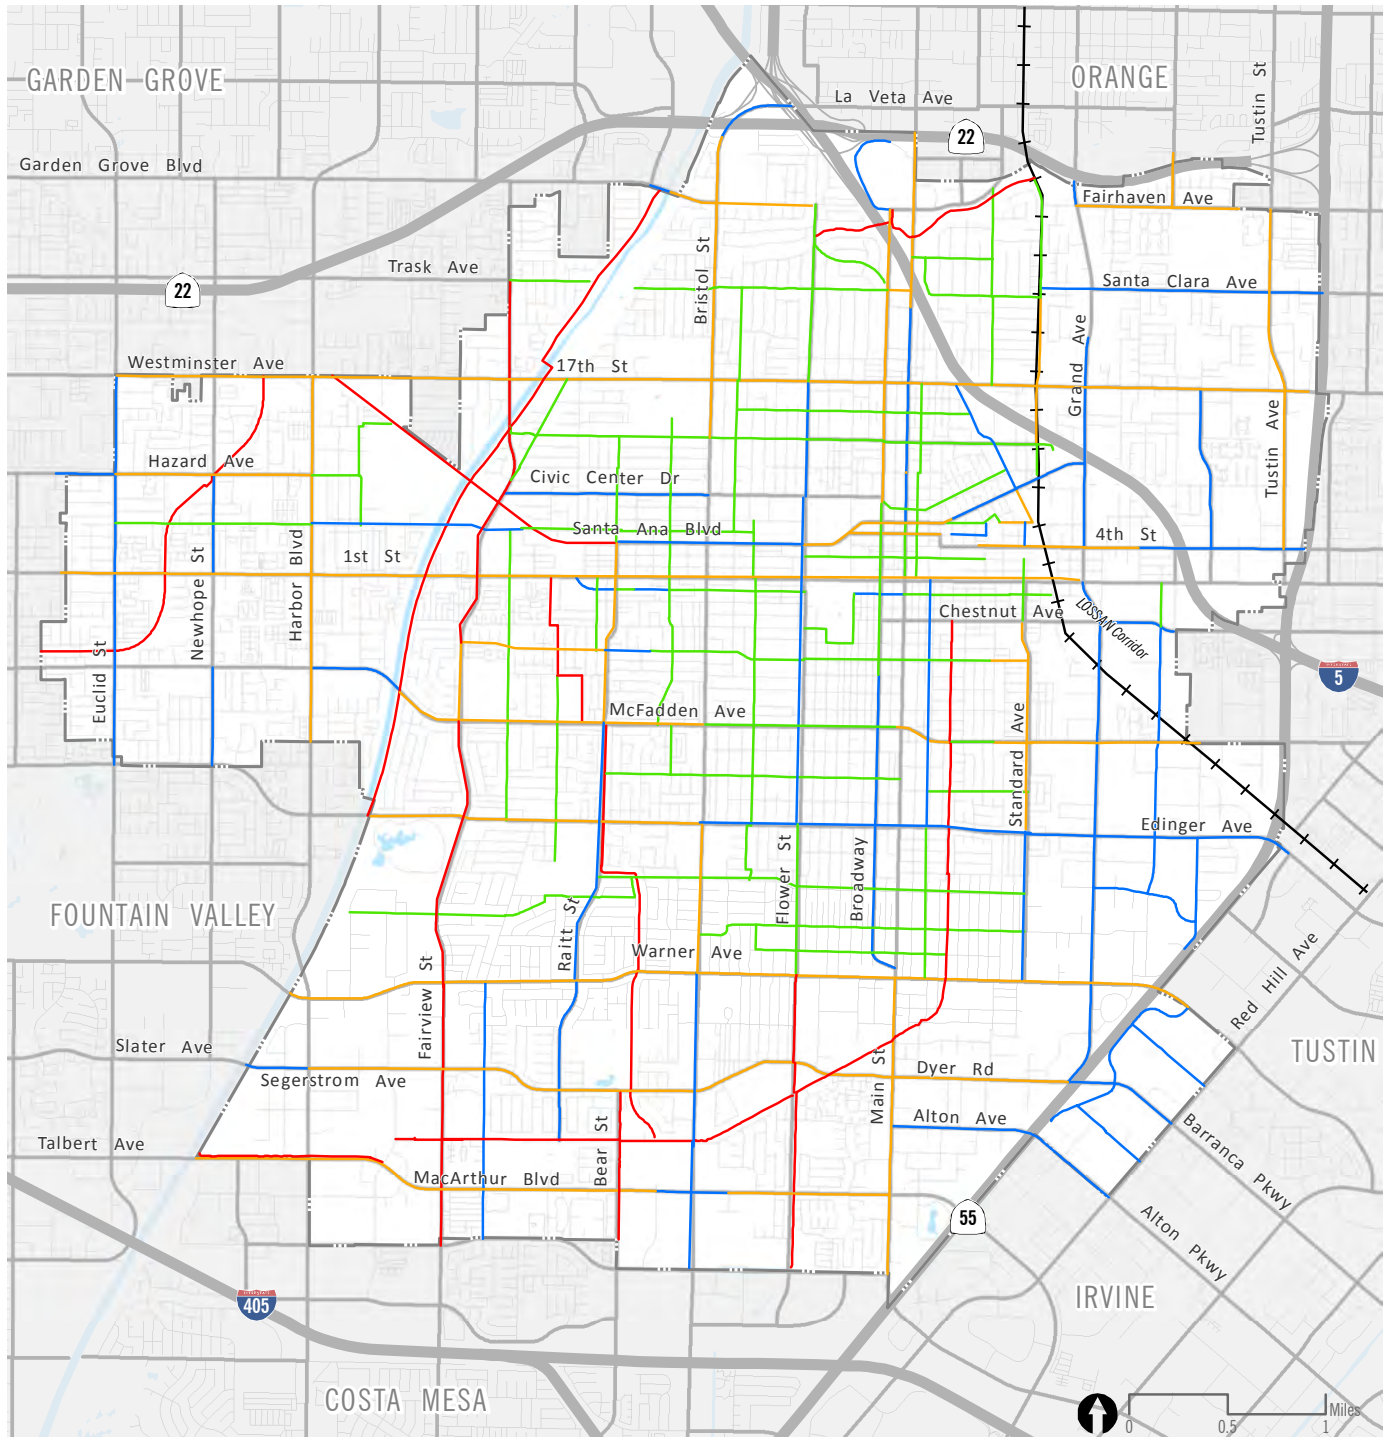 GARDEN GROVE
ORANGE
Tustin St
La Veta Ave
22
Garden Grove Blvd
Fairhaven Ave
Trask Ave
Bristol St
Santa Clara Ave
22
Grand Ave
Westminster Ave
17th St
Tustin Ave
Hazard Ave
Civic Center Dr
Santa Ana Blvd
4th St
Newhope St
Harbor Blvd
1st St
Chestnut Ave
LOSSAN Corridor
Euclid St
5
McFadden Ave
Standard Ave
Edinger Ave
Flower St
Broadway
FOUNTAIN VALLEY
Raitt St
Warner Ave
Fairview St
Red Hill Ave
Slater Ave
TUSTIN
Segerstrom Ave
Main St
Dyer Rd
Bear St
Alton Ave
Barranca Pkwy
Talbert Ave
MacArthur Blvd
55
Alton Pkwy
405
IRVINE
COSTA MESA
0 0.5 1 Miles